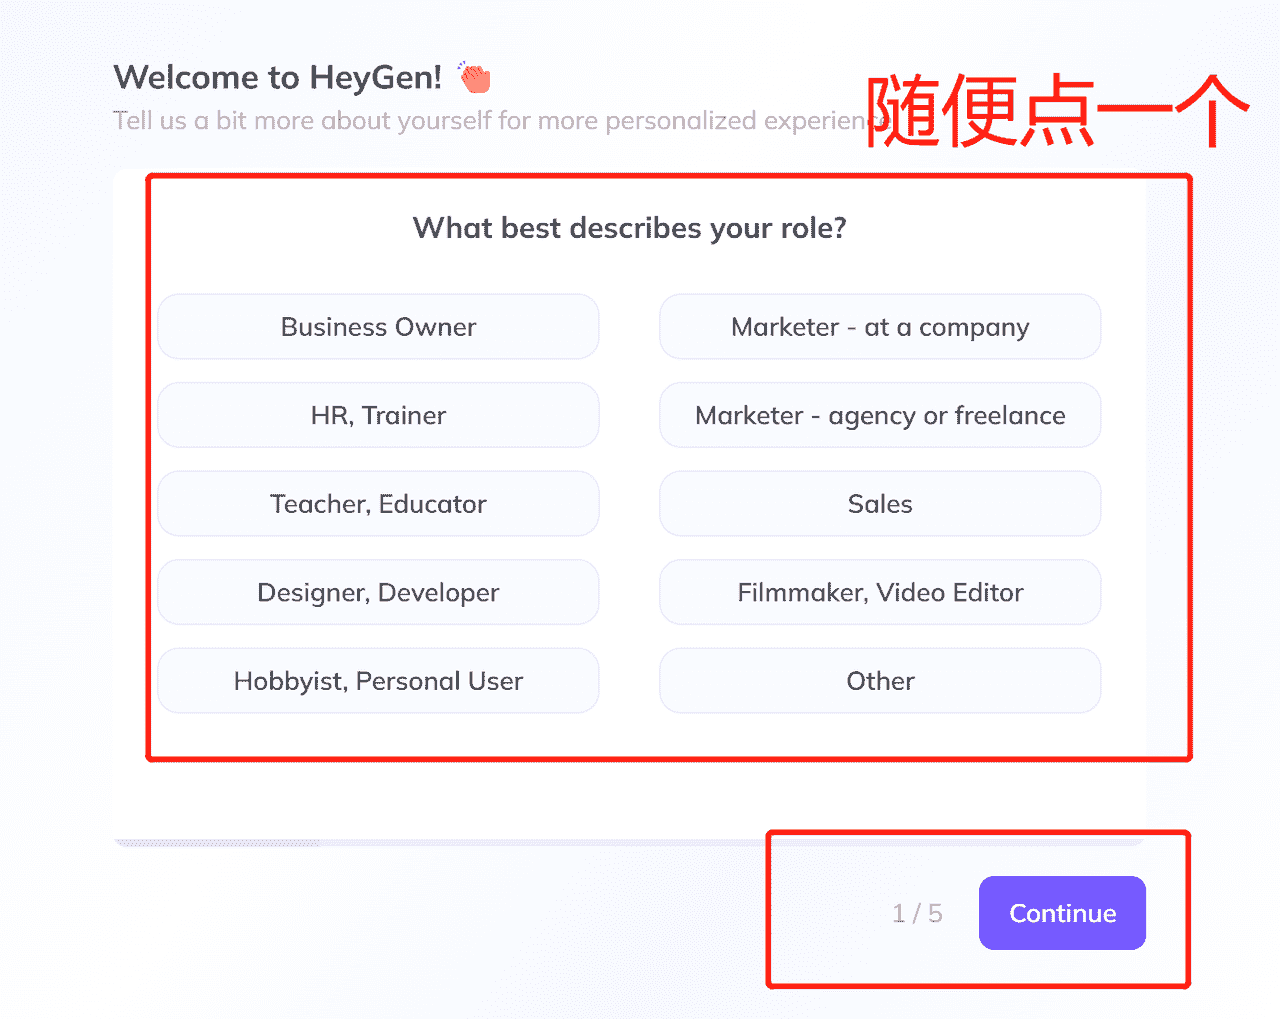 Welcome to HeyGen!
Tell us a bit more about yourself for more personalized experience
随便点一个
What best describes your role?
Business Owner
Marketer - at a company
HR, Trainer
Marketer - agency or freelance
Teacher, Educator
Sales
Designer, Developer
Filmmaker, Video Editor
Hobbyist, Personal User
Other
1 / 5
Continue